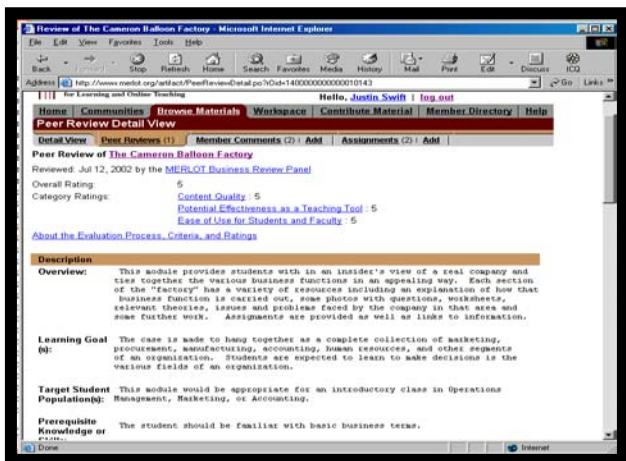 Review of The Cameron Balloon Factory - Microsoft Internet Explorer
File Edit View Favorites Tools Help
Back Stop Refresh Home Search Favorites Media History Mail Print Edit Discuss ICQ
Address http://www.merlot.org/artifact/PeerReviewDetail.po?Oid=1400000000000010143 Go Links »
for Learning and Online Teaching
Hello, Justin Swift | log out
Home Communities Browse Materials Workspace Contribute Material Member Directory Help
Peer Review Detail View
Detail View Peer Reviews (1) Member Comments (2) | Add Assignments (2) | Add
Peer Review of The Cameron Balloon Factory
Reviewed: Jul 12, 2002 by the MERLOT Business Review Panel
Overall Rating: 5
Category Ratings: Content Quality : 5
Potential Effectiveness as a Teaching Tool : 5
Ease of Use for Students and Faculty : 5
About the Evaluation Process, Criteria, and Ratings
Description
Overview: This module provides students with in an insider's view of a real company and
ties together the various business functions in an appealing way. Each section
of the "factory" has a variety of resources including an explanation of how that
business function is carried out, some photos with questions, worksheets,
relevant theories, issues and problems faced by the company in that area and
some further work. Assignments are provided as well as links to information.
Learning Goal The case is made to hang together as a complete collection of marketing,
(s): procurement, manufacturing, accounting, human resources, and other segments
of an organization. Students are expected to learn to make decisions is the
various fields of an organization.
Target Student This module would be appropriate for an introductory class in Operations
Population(s): Management, Marketing, or Accounting.
Prerequisite
Knowledge or The student should be familiar with basic business terms.
Done Internet